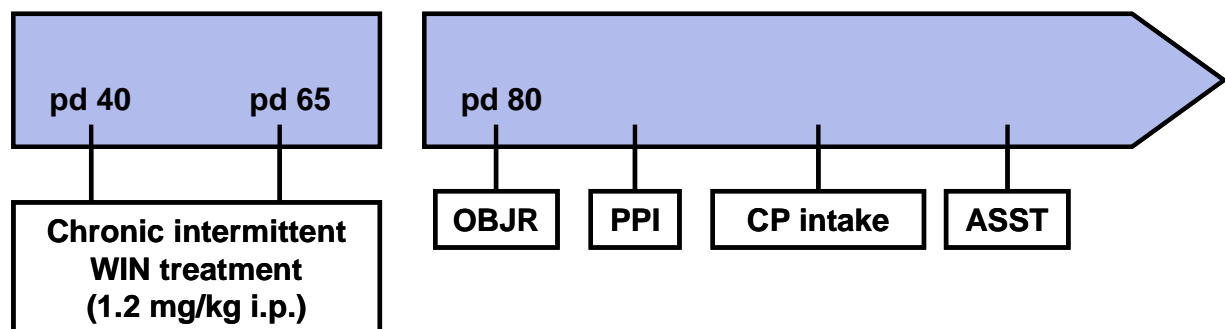 pd 40 pd 65 pd 80
OBJR PPI CP intake ASST
Chronic intermittent
WIN treatment
(1.2 mg/kg i.p.)